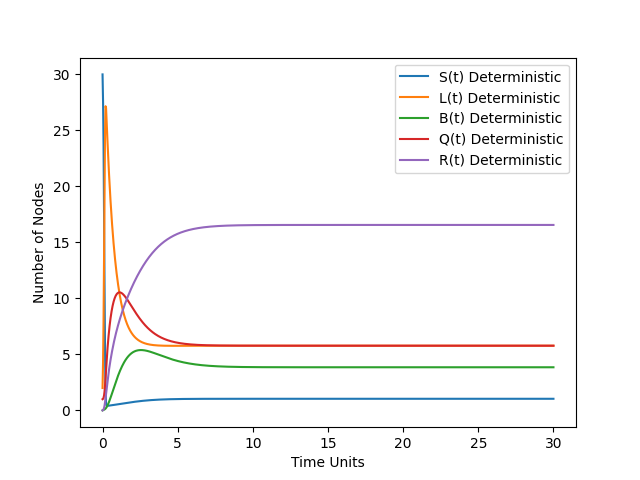 30
25
20
15
10
5
0
Number of Nodes
S(t) Deterministic
L(t) Deterministic
B(t) Deterministic
Q(t) Deterministic
R(t) Deterministic
0 5 10 15 20 25 30
Time Units